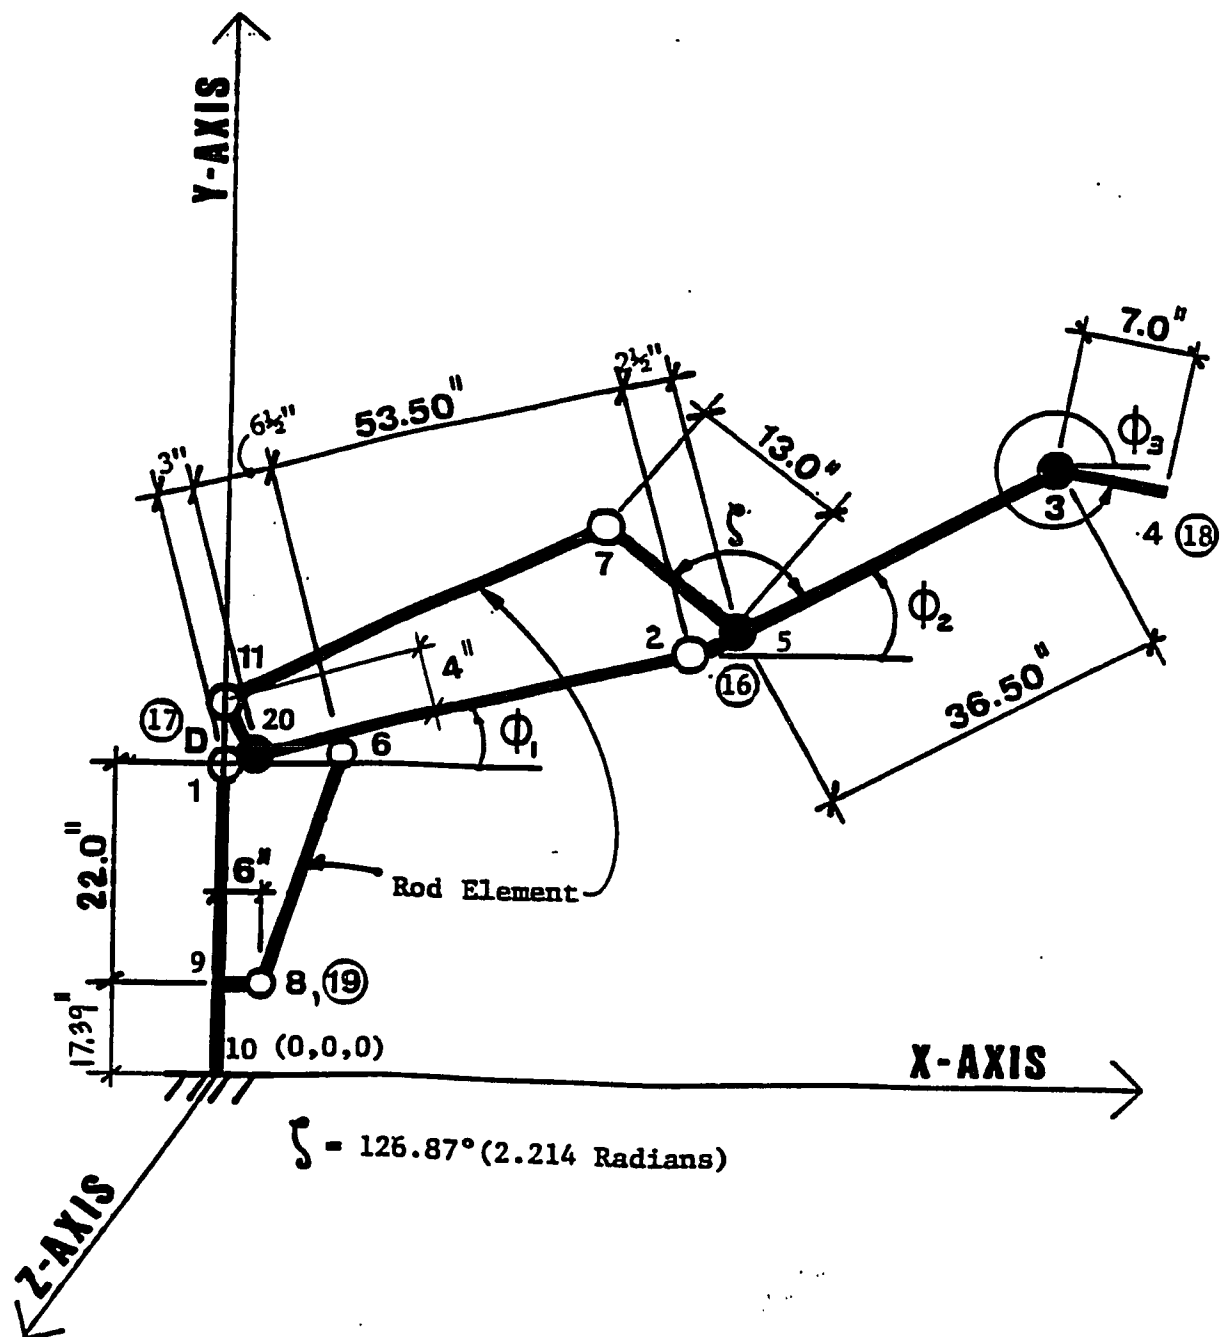 Y-AXIS
7.0"
2½"
53.50"
6½"
3"
13.0"
ϕ3
3
4 (18)
ζ
7
ϕ2
2
5
(16)
36.50"
11
4"
(17)
D
20
6
ϕ1
1
22.0"
6"
Rod Element
9
8,(19)
17.39"
10 (0,0,0)
X-AXIS
ζ = 126.87°(2.214 Radians)
Z-AXIS